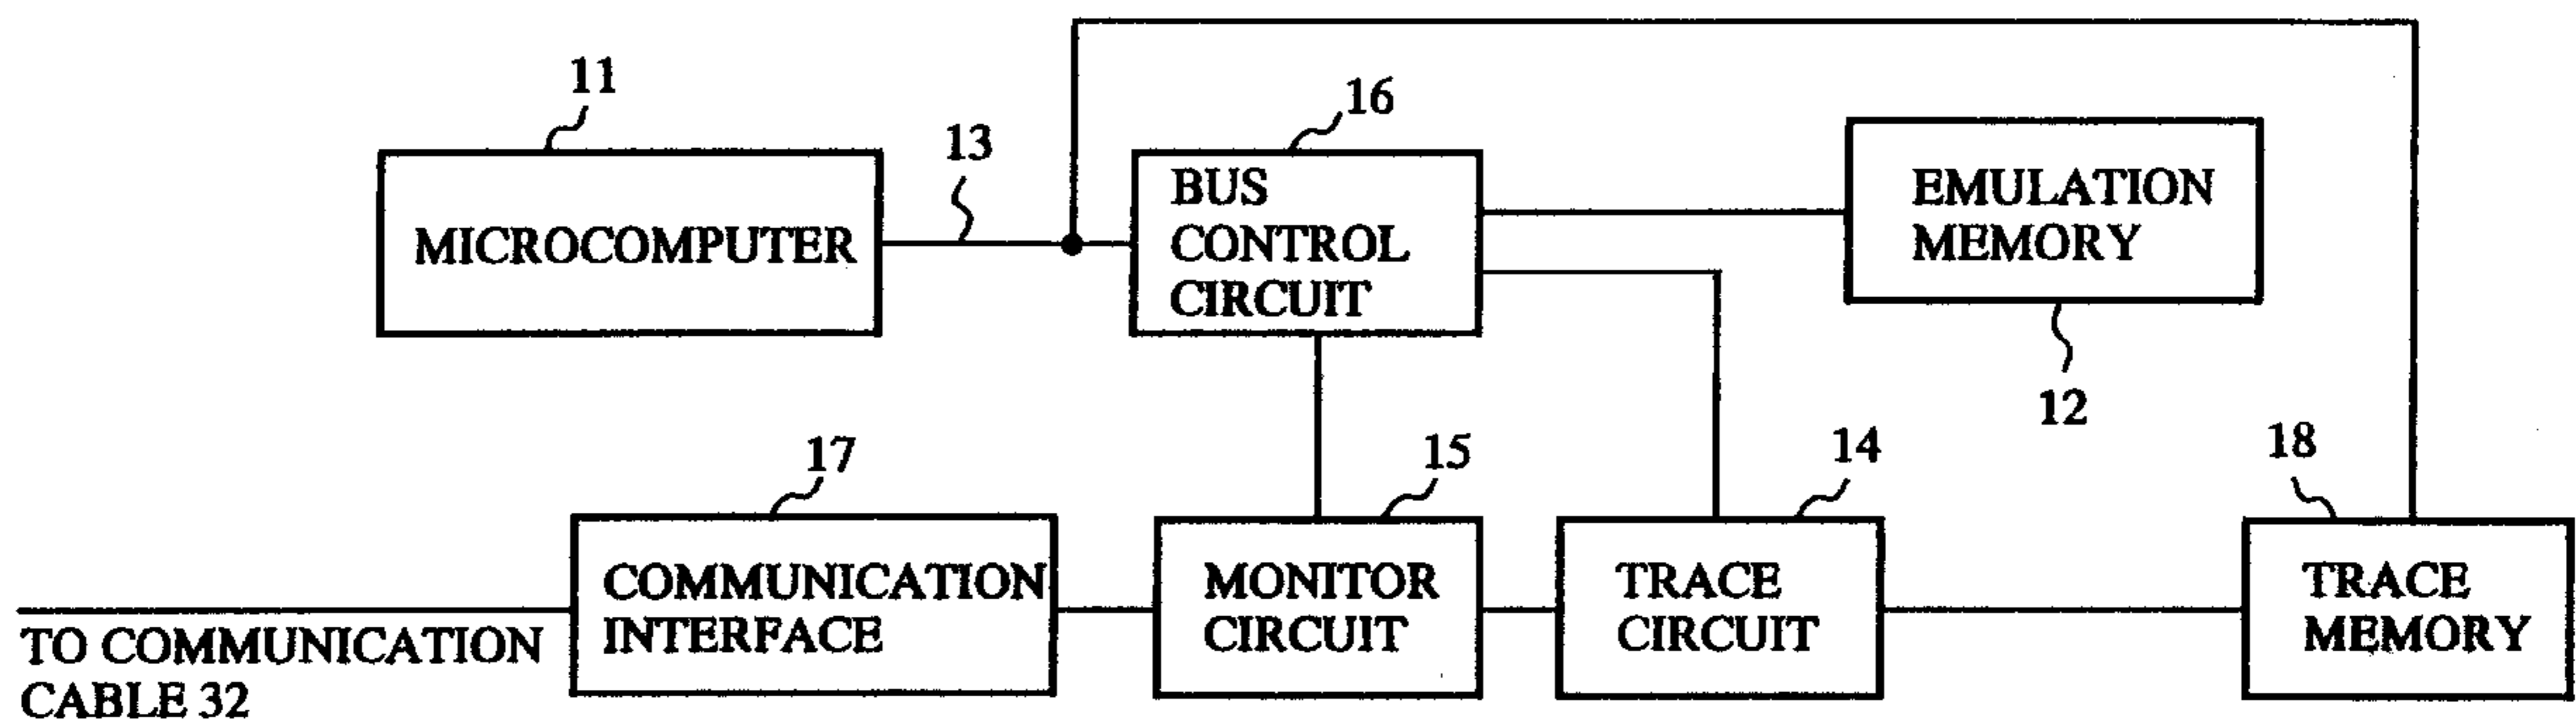 11
13
16
MICROCOMPUTER
BUS
CONTROL
CIRCUIT
EMULATION
MEMORY
12
17
15
14
18
COMMUNICATION
INTERFACE
MONITOR
CIRCUIT
TRACE
CIRCUIT
TRACE
MEMORY
TO COMMUNICATION
CABLE 32